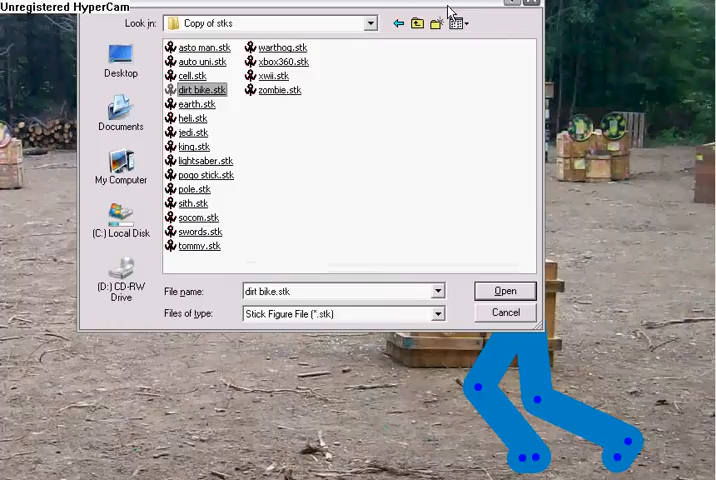 Unregistered HyperCam
Look in: Copy of stks
Desktop
Documents
My Computer
(C:) Local Disk
(D:) CD-RW Drive
asto man.stk
auto uni.stk
cell.stk
dirt bike.stk
earth.stk
heli.stk
jedi.stk
king.stk
lightsaber.stk
pogo stick.stk
pole.stk
sith.stk
socom.stk
swords.stk
tommy.stk
warthog.stk
xbox360.stk
xwii.stk
zombie.stk
File name: dirt bike.stk Open
Files of type: Stick Figure File (*.stk) Cancel